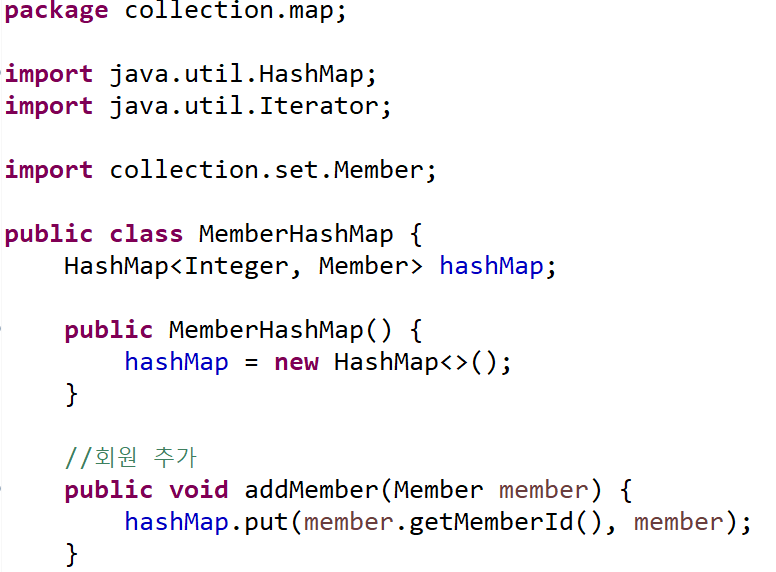 package collection.map;
import java.util.HashMap;
import java.util.Iterator;
import collection.set.Member;
public class MemberHashMap {
HashMap<Integer, Member> hashMap;
public MemberHashMap() {
hashMap = new HashMap<>();
}
//회원 추가
public void addMember(Member member) {
hashMap.put(member.getMemberId(), member);
}